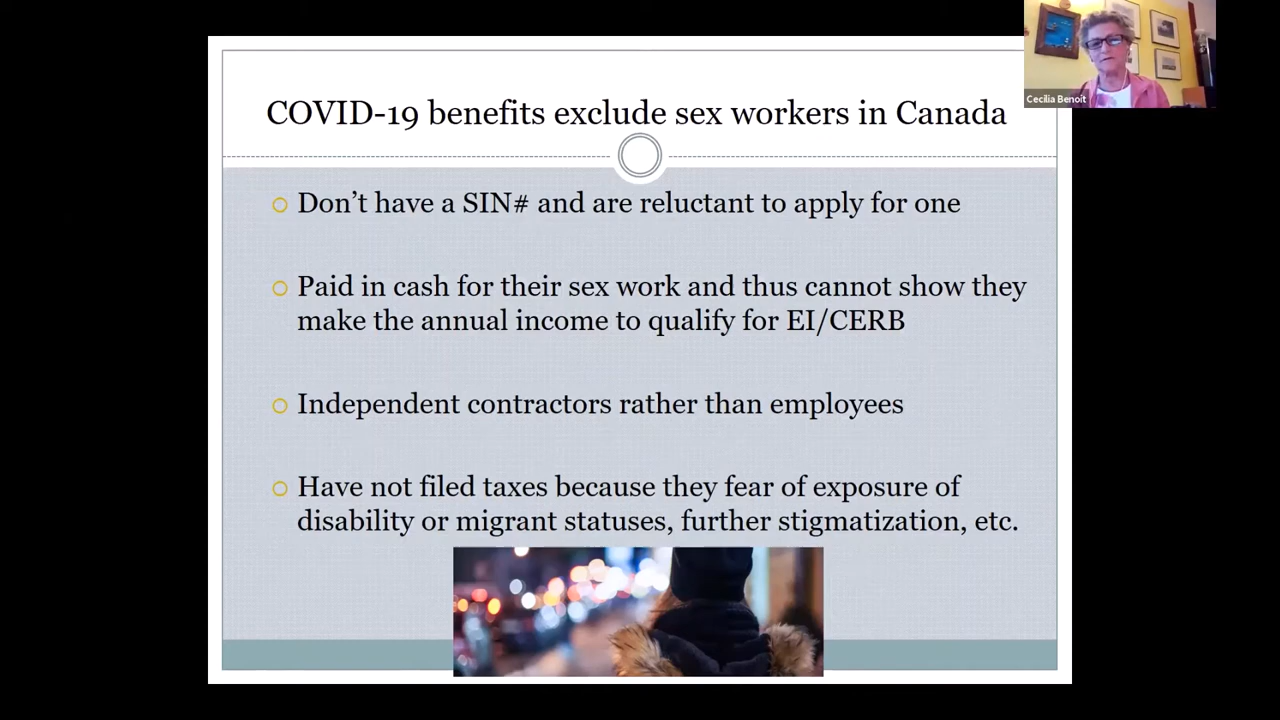 Cecilia Benoit
COVID-19 benefits exclude sex workers in Canada
Don't have a SIN# and are reluctant to apply for one
Paid in cash for their sex work and thus cannot show they
make the annual income to qualify for EI/CERB
Independent contractors rather than employees
Have not filed taxes because they fear of exposure of
disability or migrant statuses, further stigmatization, etc.